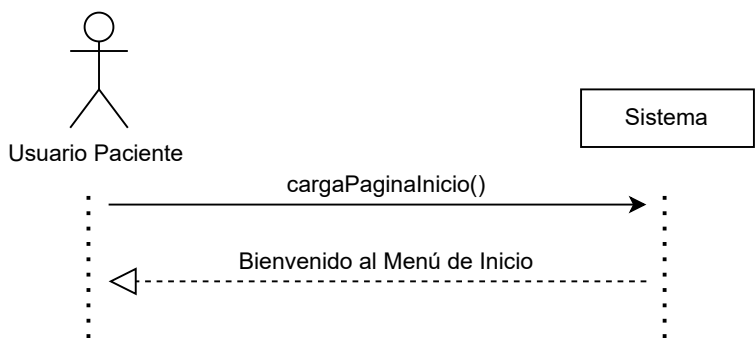 Sistema
Usuario Paciente
cargaPaginaInicio()
Bienvenido al Menú de Inicio